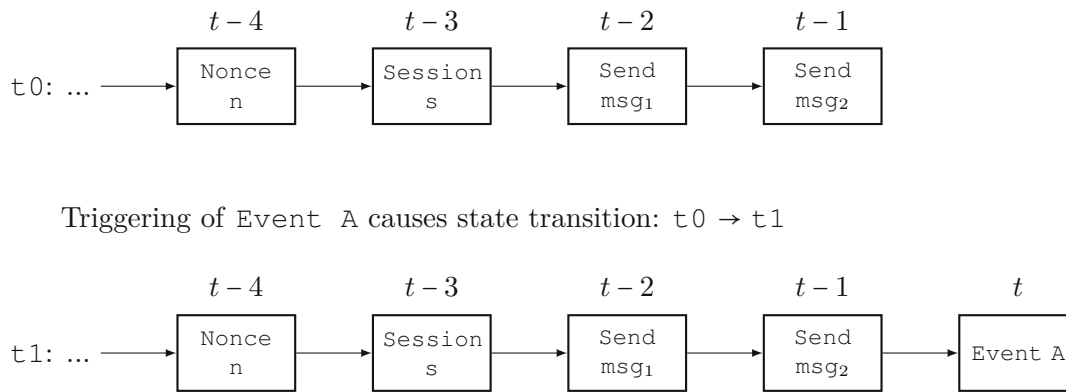 t − 4 t − 3 t − 2 t − 1
t0: ... Nonce n Session s Send msg₁ Send msg₂
Triggering of Event A causes state transition: t0 → t1
t − 4 t − 3 t − 2 t − 1 t
t1: ... Nonce n Session s Send msg₁ Send msg₂ Event A